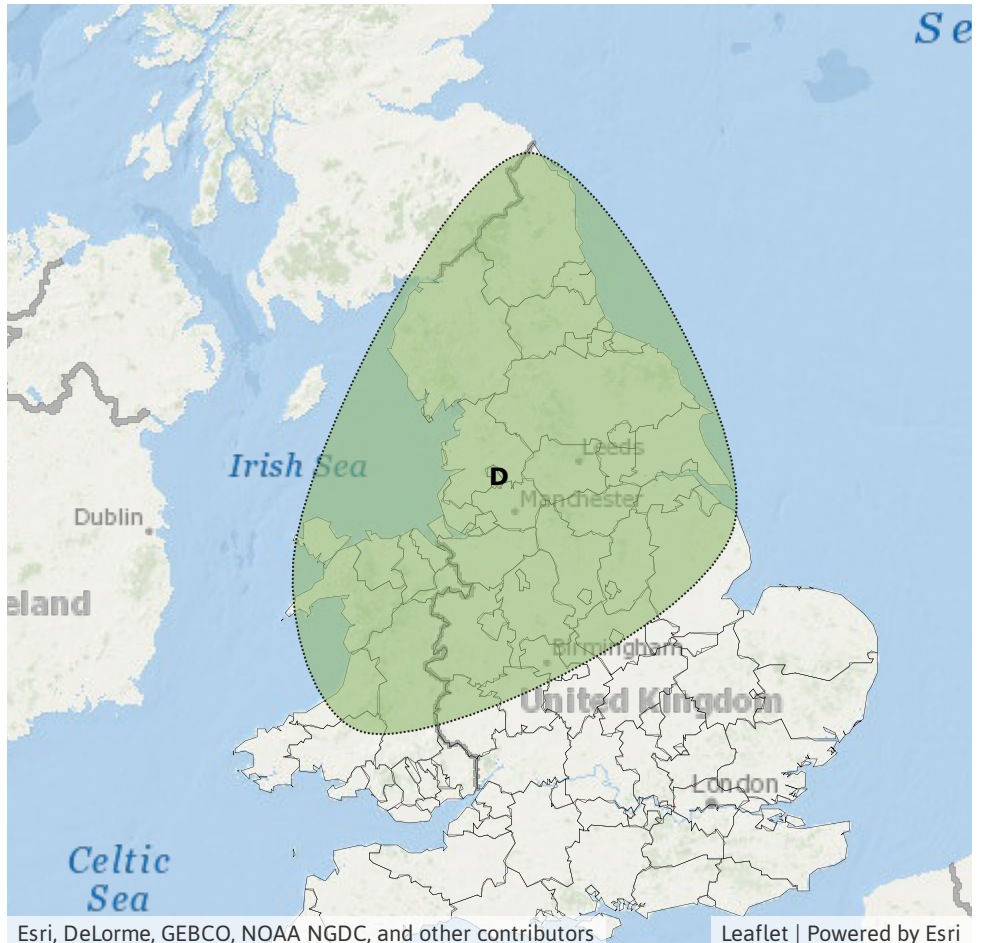 Se
Leeds
Irish Sea
D
Manchester
Dublin
eland
Birmingham
United Kingdom
London
Celtic
Sea
Esri, DeLorme, GEBCO, NOAA NGDC, and other contributors
Leaflet | Powered by Esri